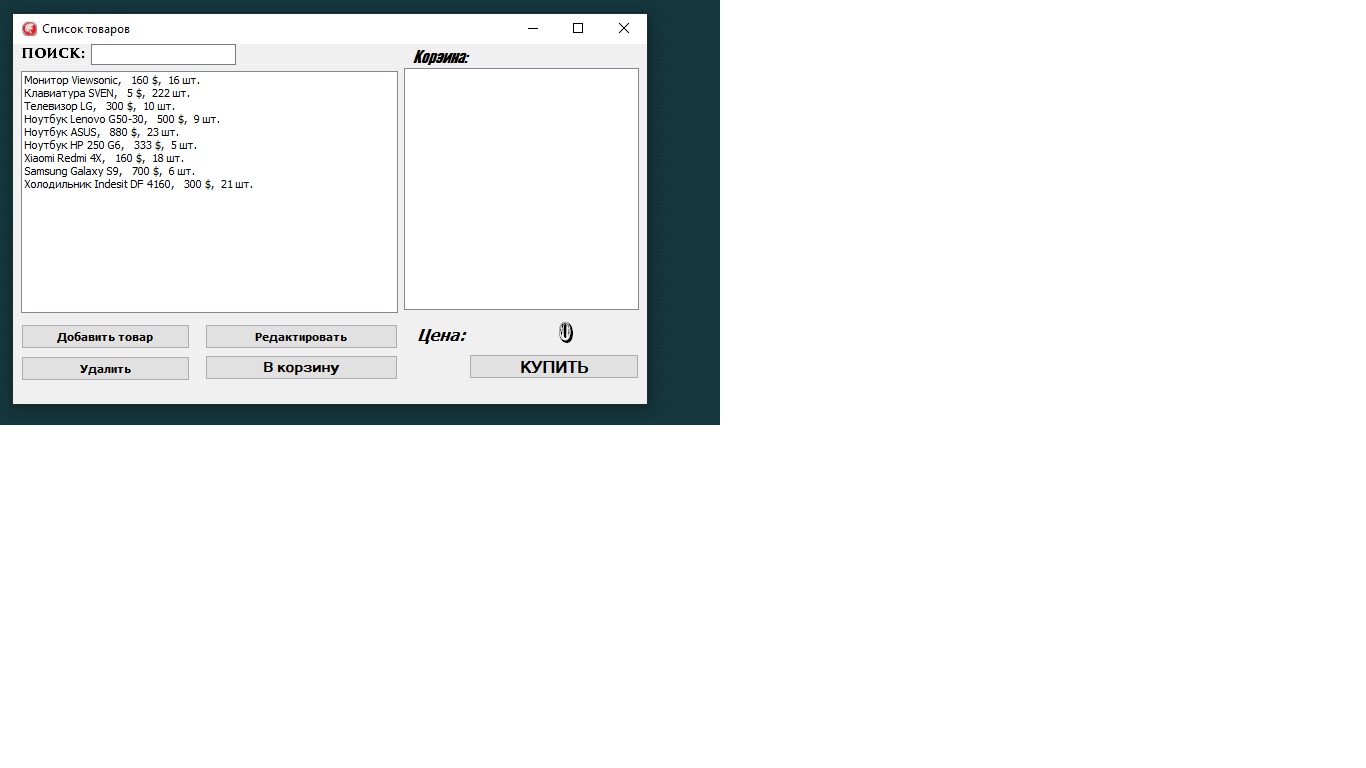 Список товаров
ПОИСК:
Корзина:
Монитор Viewsonic, 160 $, 16 шт.
Клавиатура SVEN, 5 $, 222 шт.
Телевизор LG, 300 $, 10 шт.
Ноутбук Lenovo G50-30, 500 $, 9 шт.
Ноутбук ASUS, 880 $, 23 шт.
Ноутбук HP 250 G6, 333 $, 5 шт.
Xiaomi Redmi 4X, 160 $, 18 шт.
Samsung Galaxy S9, 700 $, 6 шт.
Холодильник Indesit DF 4160, 300 $, 21 шт.
Добавить товар
Редактировать
Цена: 0
Удалить
В корзину
КУПИТЬ